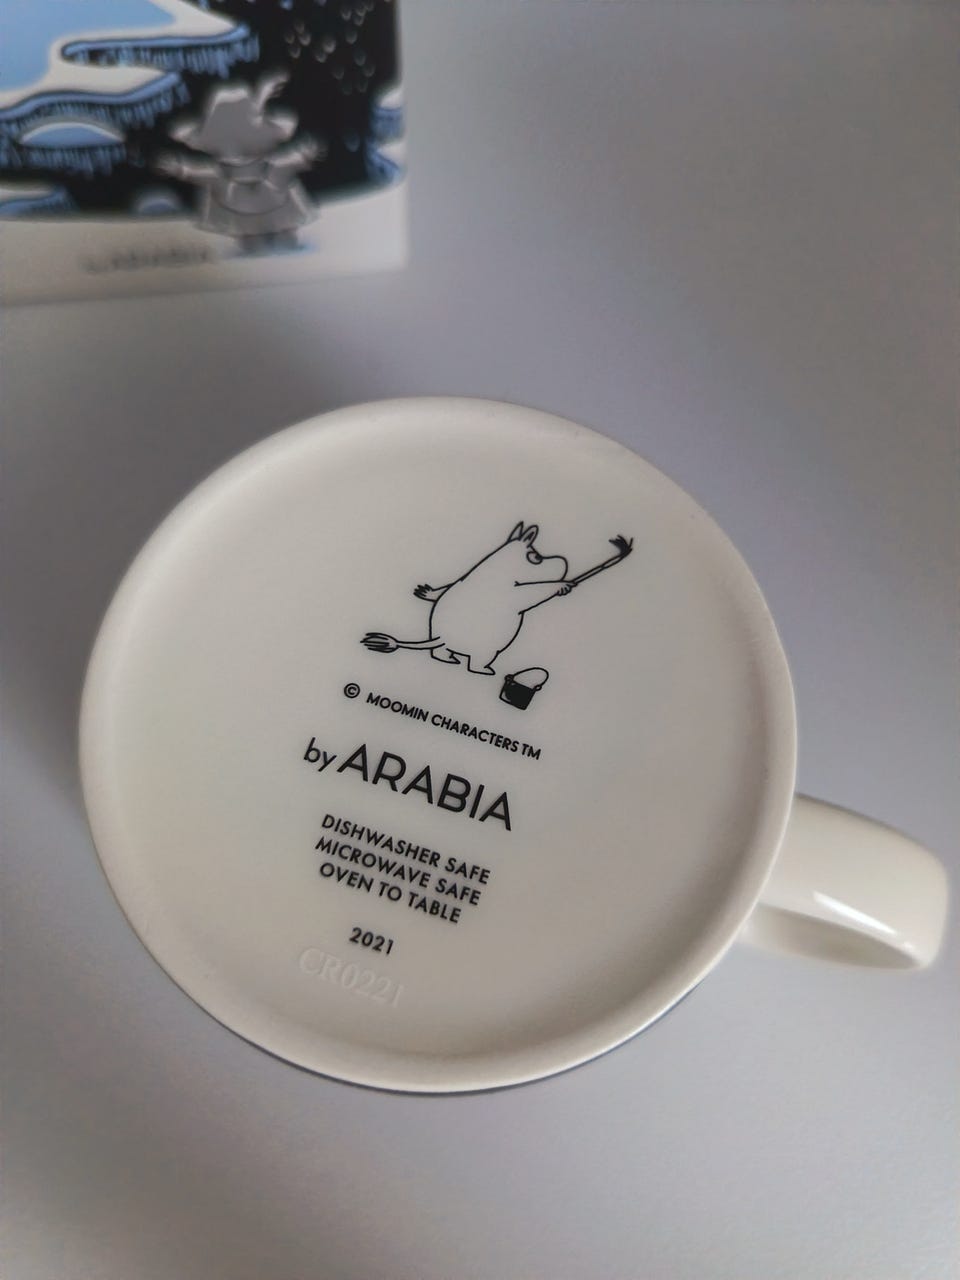 © MOOMIN CHARACTERS TM
by ARABIA
DISHWASHER SAFE
MICROWAVE SAFE
OVEN TO TABLE
2021
CR0221